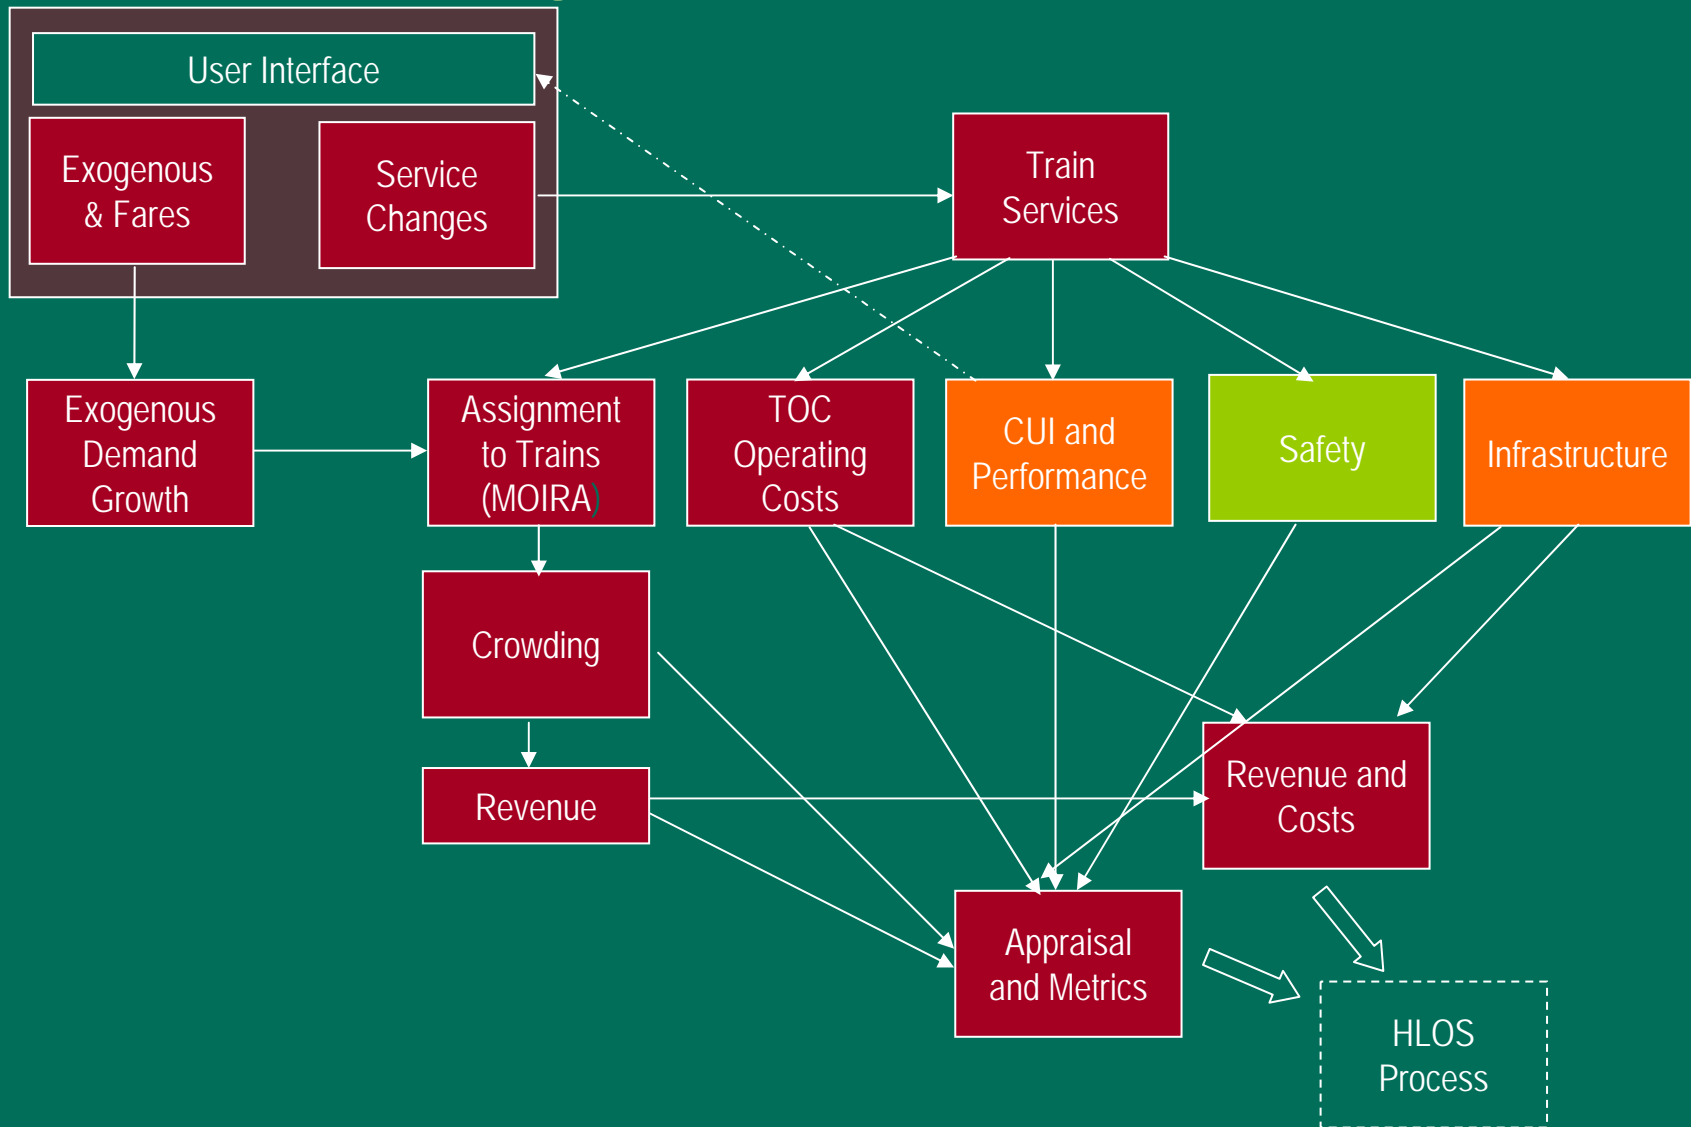 User Interface
Exogenous
& Fares
Service
Changes
Train
Services
Exogenous
Demand
Growth
Assignment
to Trains
(MOIRA)
TOC
Operating
Costs
CUI and
Performance
Safety
Infrastructure
Crowding
Revenue
Revenue and
Costs
Appraisal
and Metrics
HLOS
Process